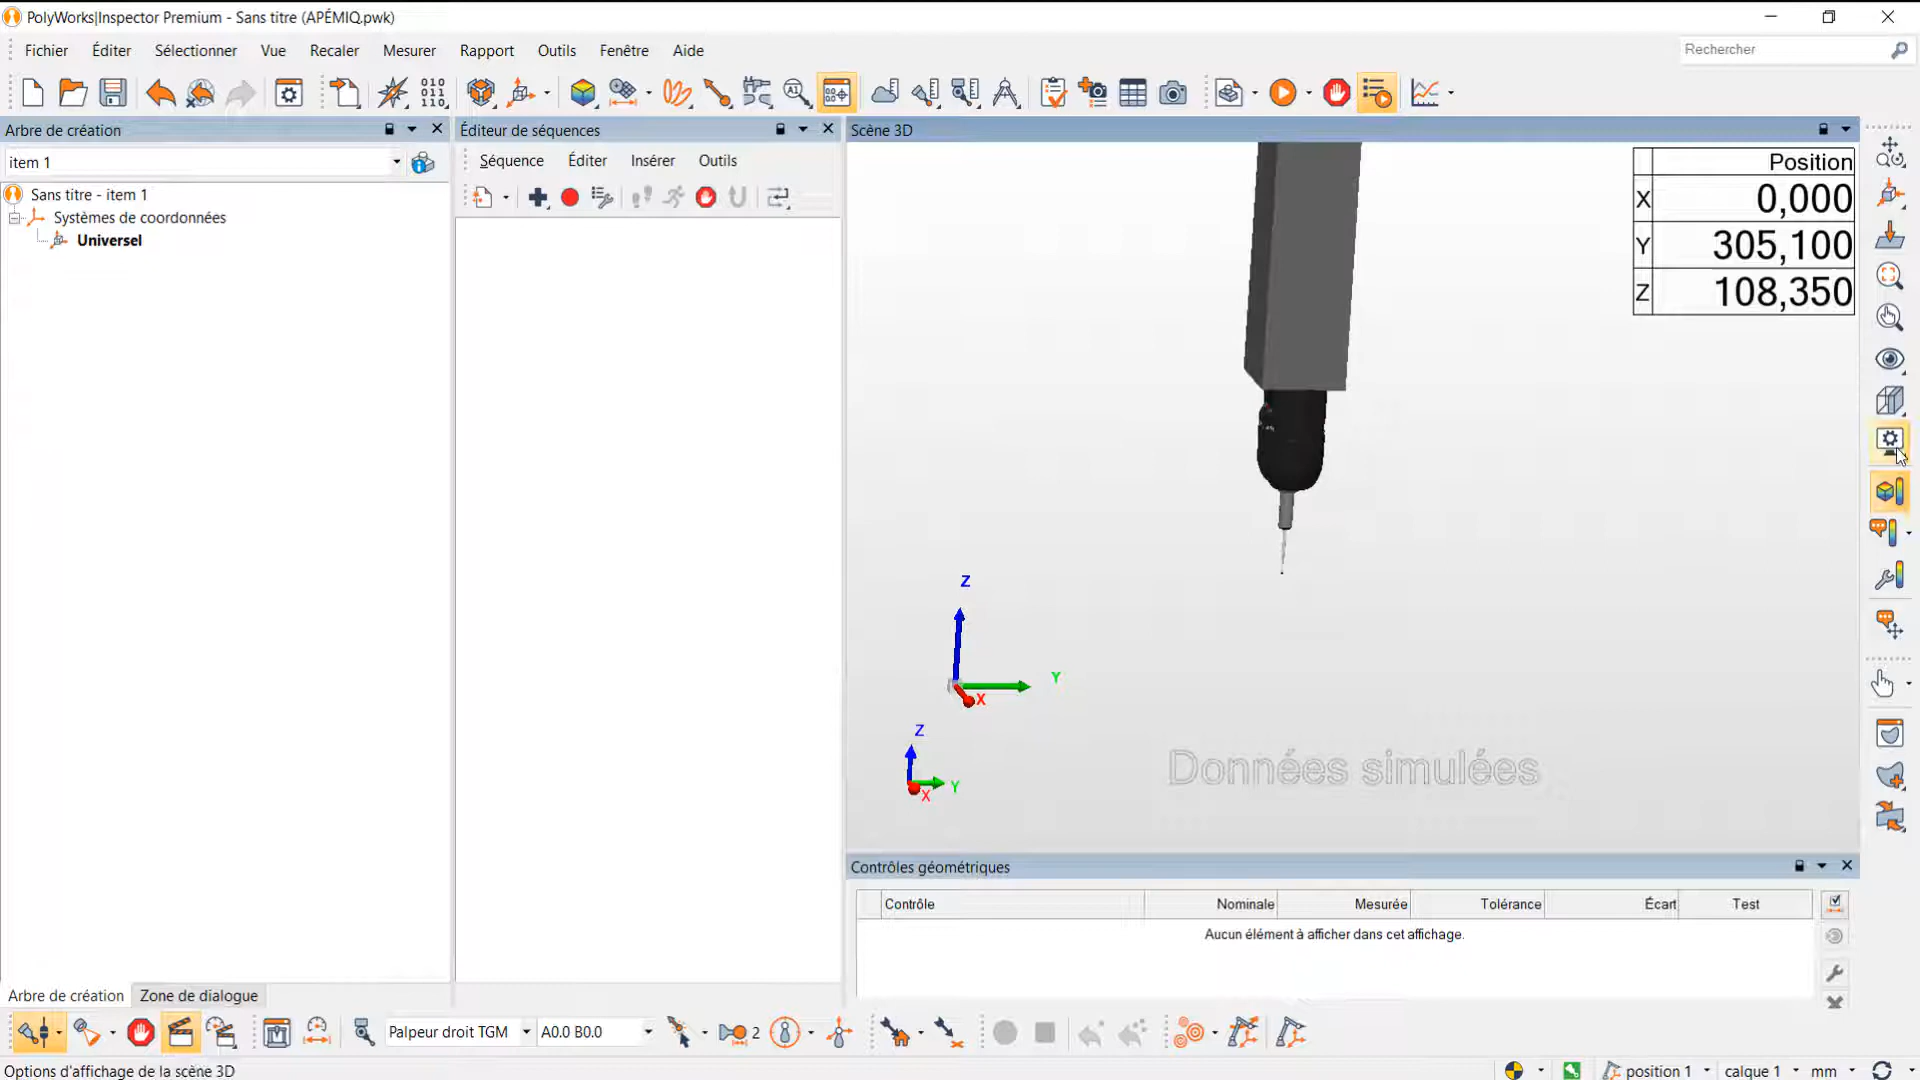 PolyWorks|Inspector Premium - Sans titre (APÉMIQ.pwk)
Fichier Éditer Sélectionner Vue Recaler Mesurer Rapport Outils Fenêtre Aide
Rechercher
010
011
110
A1
Arbre de création
Éditeur de séquences
Scène 3D
item 1
Séquence Éditer Insérer Outils
Sans titre - item 1
Systèmes de coordonnées
Universel
Position
X 0,000
Y 305,100
Z 108,350
Z
Y
X
Z
Y
X
Données simulées
Contrôles géométriques
Contrôle Nominale Mesurée Tolérance Écart Test
Aucun élément à afficher dans cet affichage.
Arbre de création Zone de dialogue
Palpeur droit TGM A0.0 B0.0 2
Options d'affichage de la scène 3D
position 1 calque 1 mm